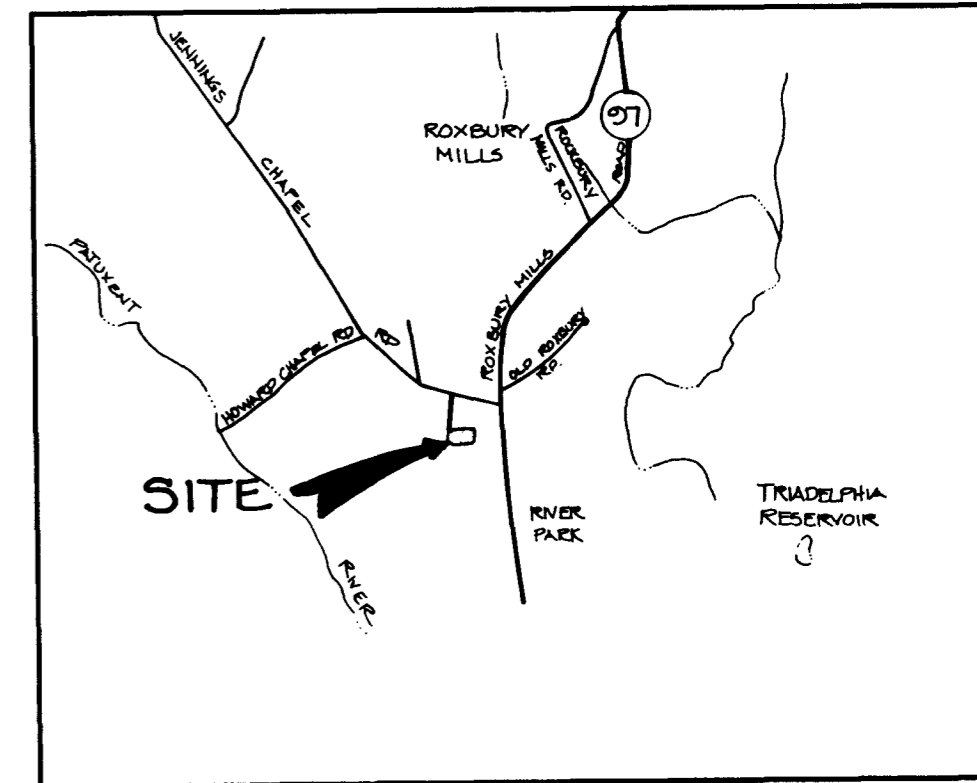 JENNINGS
CHAPEL
RD
ROXBURY
MILLS
ROXBURY
MILLS RD.
97
ROXBURY MILLS
ROAD
OLD ROXBURY
RD.
PATUXENT
RIVER
HOWARD CHAPEL RD
SITE
RIVER
PARK
TRIADELPHIA
RESERVOIR